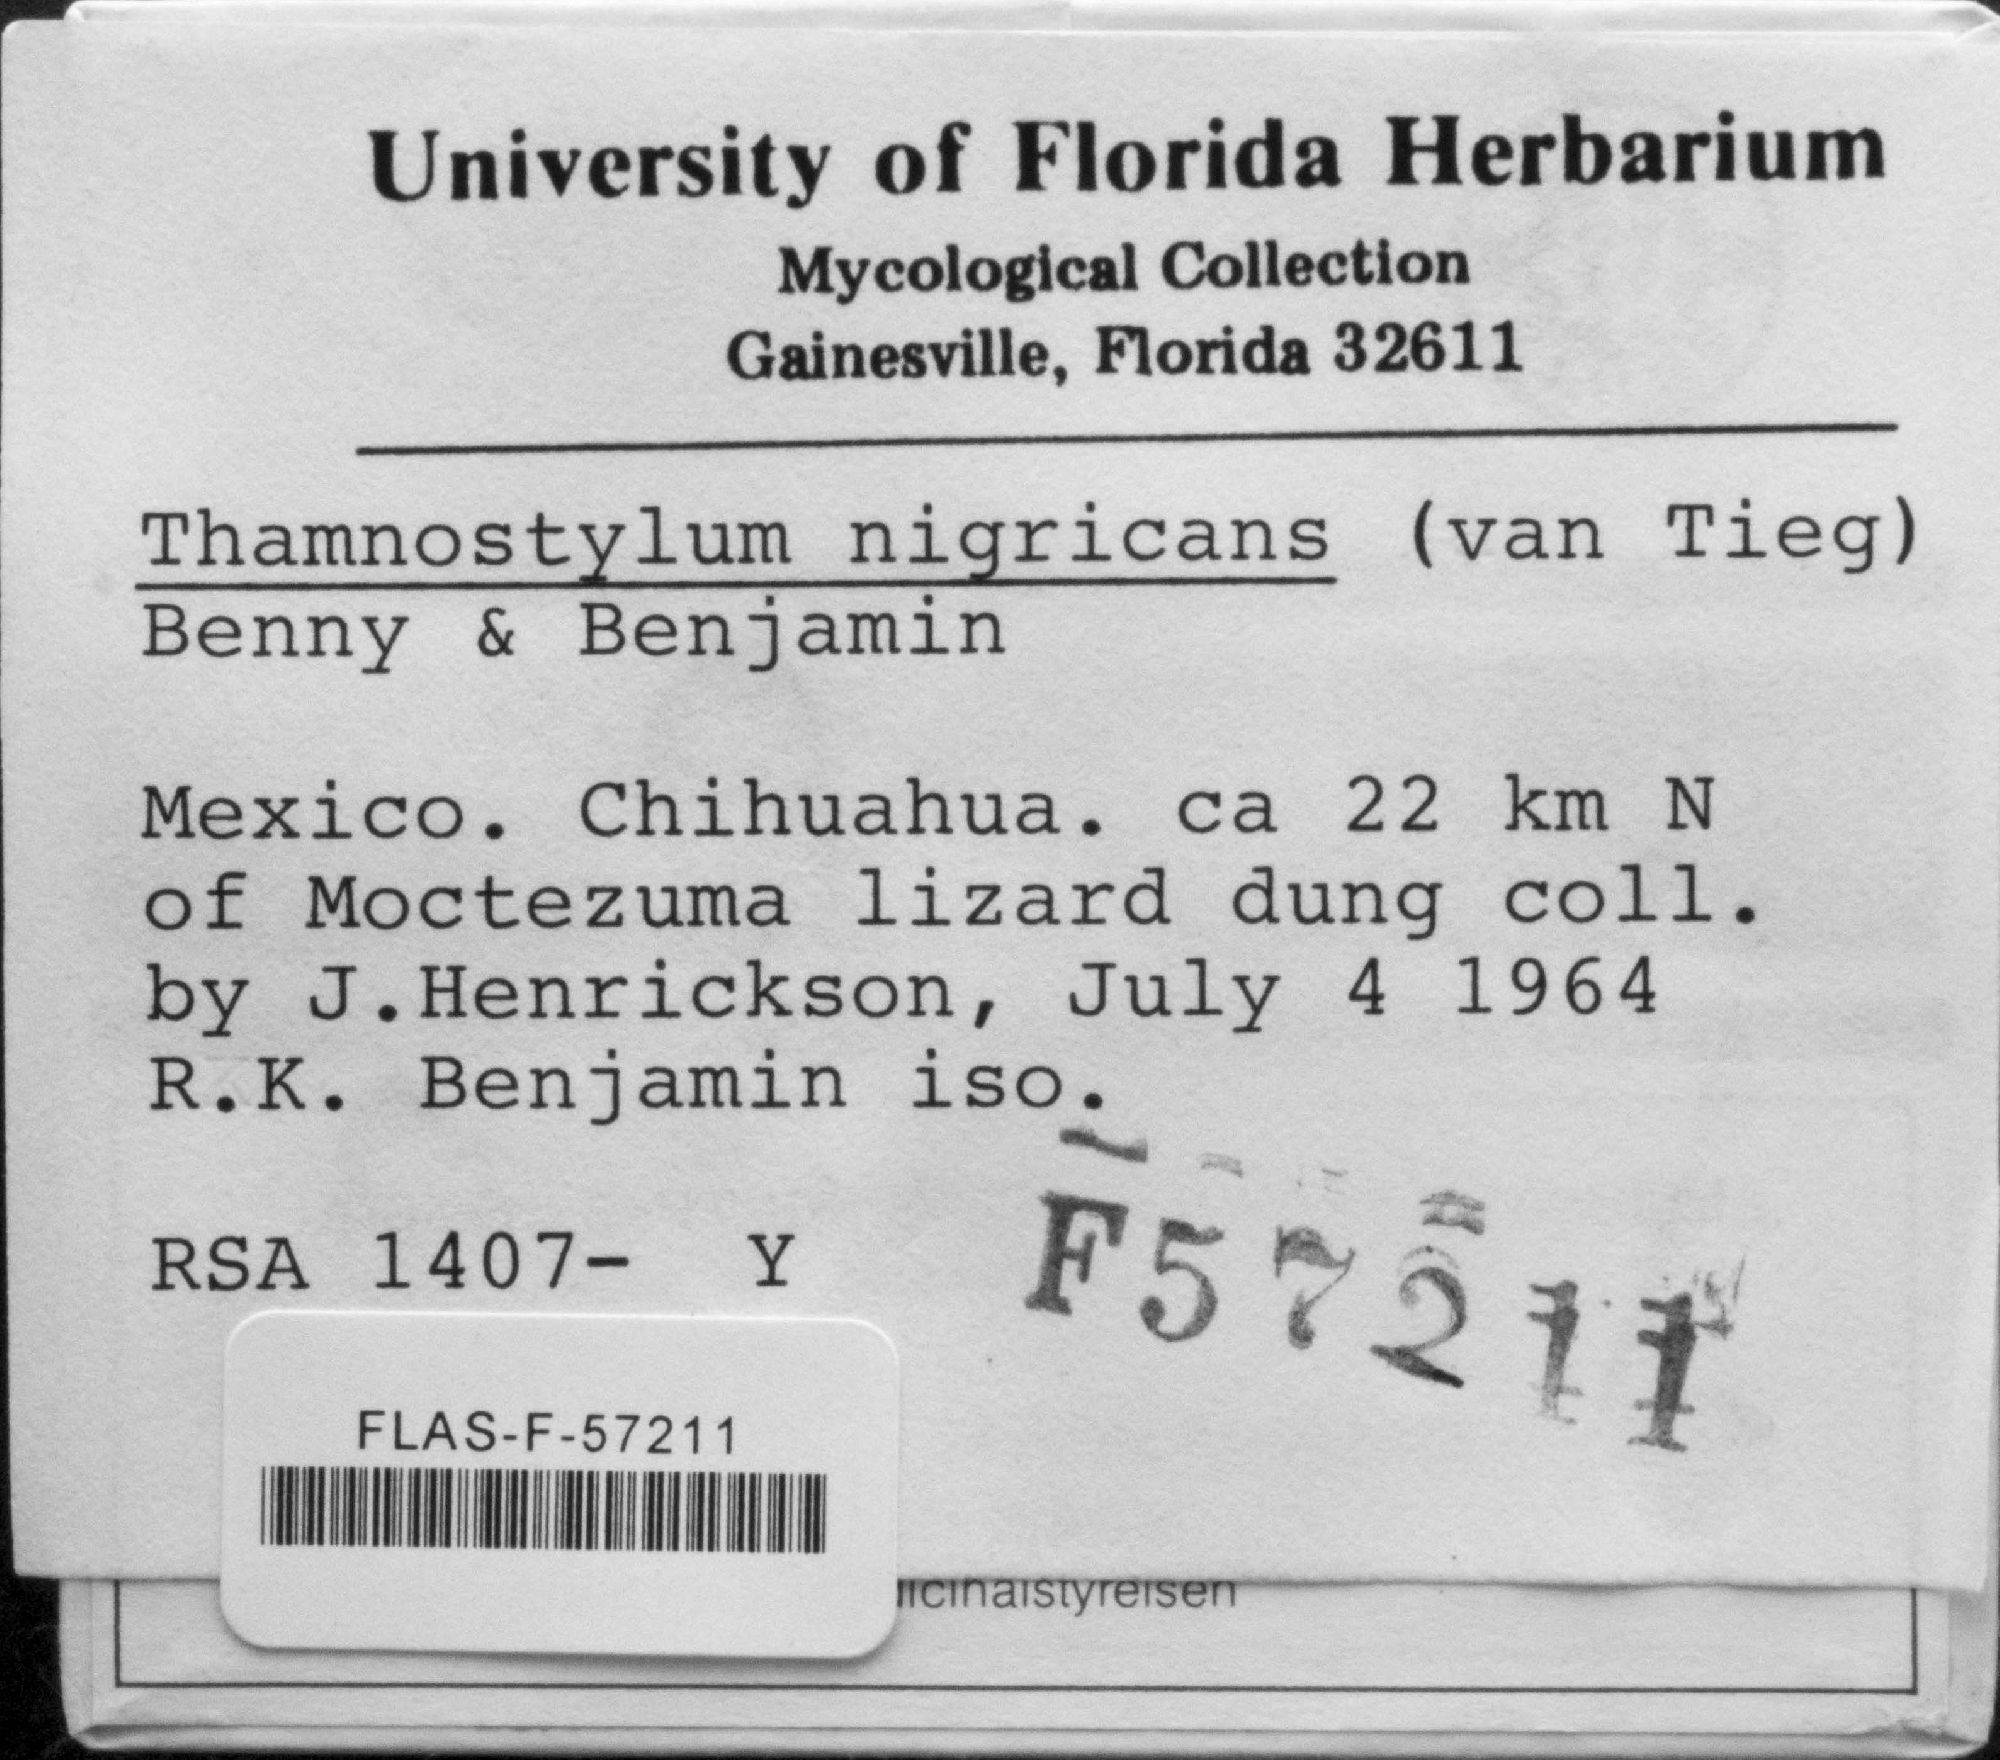 University of Florida Herbarium
Mycological Collection
Gainesville, Florida 32611
Thamnostylum nigricans (van Tieg)
Benny & Benjamin
Mexico. Chihuahua. ca 22 km N
of Moctezuma lizard dung coll.
by J.Henrickson, July 4 1964
R.K. Benjamin iso.
RSA 1407-  Y
F57211
FLAS-F-57211